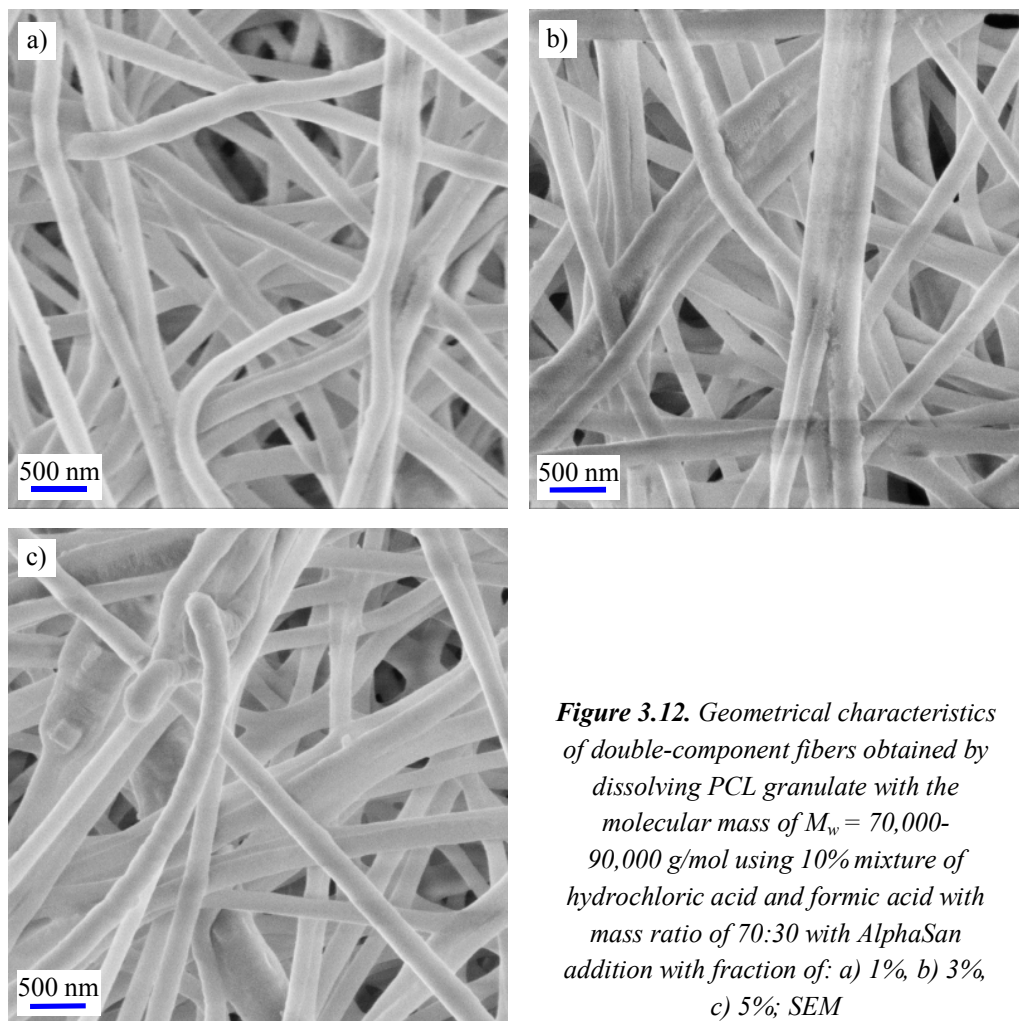 a)
500 nm
b)
500 nm
c)
500 nm
Figure 3.12. Geometrical characteristics
of double-component fibers obtained by
dissolving PCL granulate with the
molecular mass of Mw = 70,000-
90,000 g/mol using 10% mixture of
hydrochloric acid and formic acid with
mass ratio of 70:30 with AlphaSan
addition with fraction of: a) 1%, b) 3%,
c) 5%; SEM